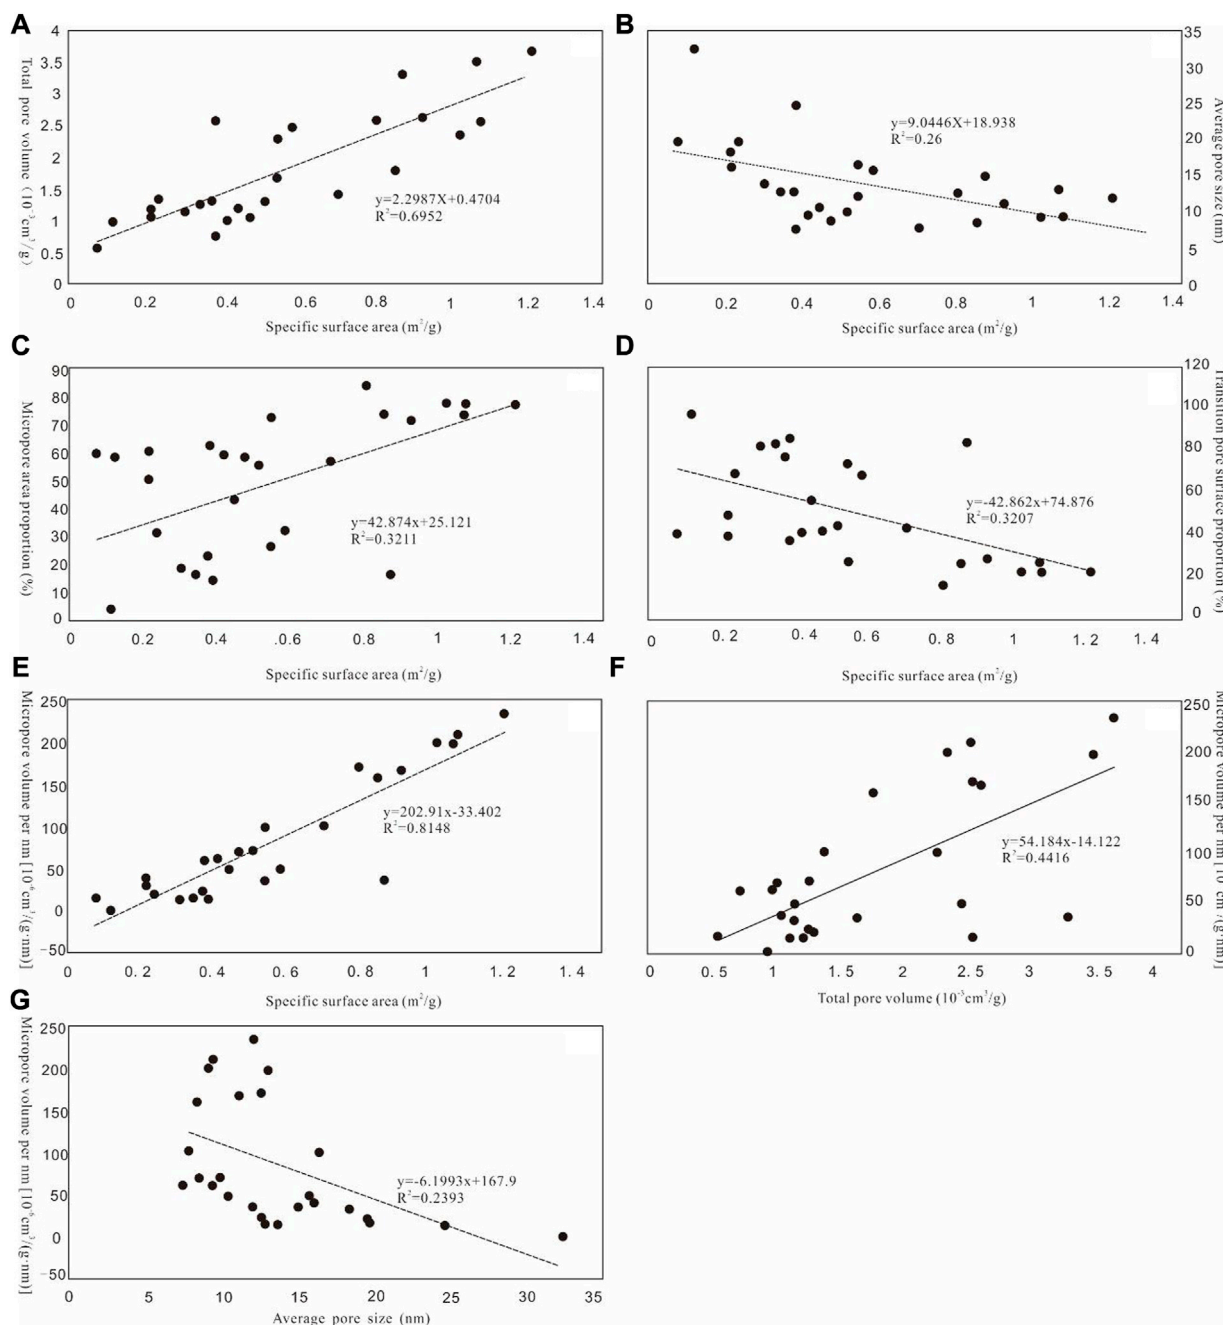 A
Total pore volume (10⁻³cm³/g)
4
3.5
3
2.5
2
1.5
1
0.5
0
y=2.2987X+0.4704
R²=0.6952
0 0.2 0.4 0.6 0.8 1 1.2 1.4
Specific surface area (m²/g)
B
35
30
25
20
15
10
5
0
Average pore size (nm)
y=9.0446X+18.938
R²=0.26
0 0.2 0.4 0.6 0.8 1 1.2 1.4
Specific surface area (m²/g)
C
Micropore area proportion (%)
90
80
70
60
50
40
30
20
10
0
y=42.874x+25.121
R²=0.3211
0 0.2 0.4 .0.6 0.8 1 1.2 1.4
Specific surface area (m²/g)
D
120
100
80
60
40
20
0
Transition pore surface proportion (%)
y=-42.862x+74.876
R²=0.3207
0 0.2 0.4 0.6 0.8 1 1.2 1.4
Specific surface area (m²/g)
E
Micropore volume per nm [10⁻⁶cm³/(g·nm)]
250
200
150
100
50
0
−50
y=202.91x-33.402
R²=0.8148
0 0.2 0.4 0.6 0.8 1 1.2 1.4
Specific surface area (m²/g)
F
250
200
150
100
50
0
Micropore volume per nm [10⁻⁶cm³/(g·nm)]
y=54.184x-14.122
R²=0.4416
0 0.5 1 1.5 2 2.5 3 3.5 4
Total pore volume (10⁻³cm³/g)
G
Micropore volume per nm [10⁻⁶cm³/(g·nm)]
250
200
150
100
50
0
−50
y=-6.1993x+167.9
R²=0.2393
0 5 10 15 20 25 30 35
Average pore size (nm)